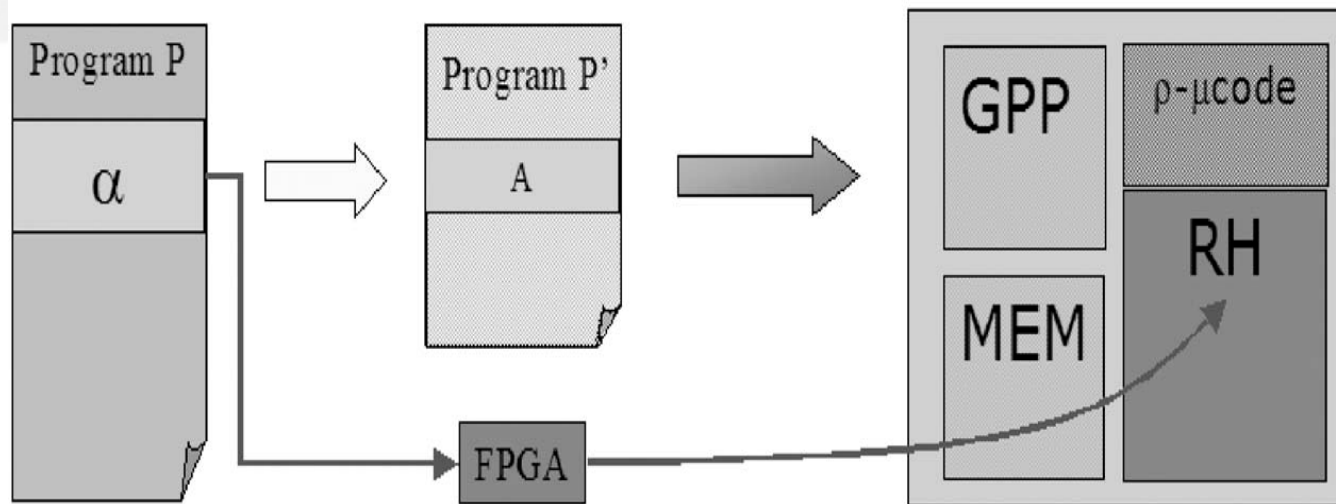 Program P
α
Program P’
A
FPGA
GPP
ρ-μcode
RH
MEM